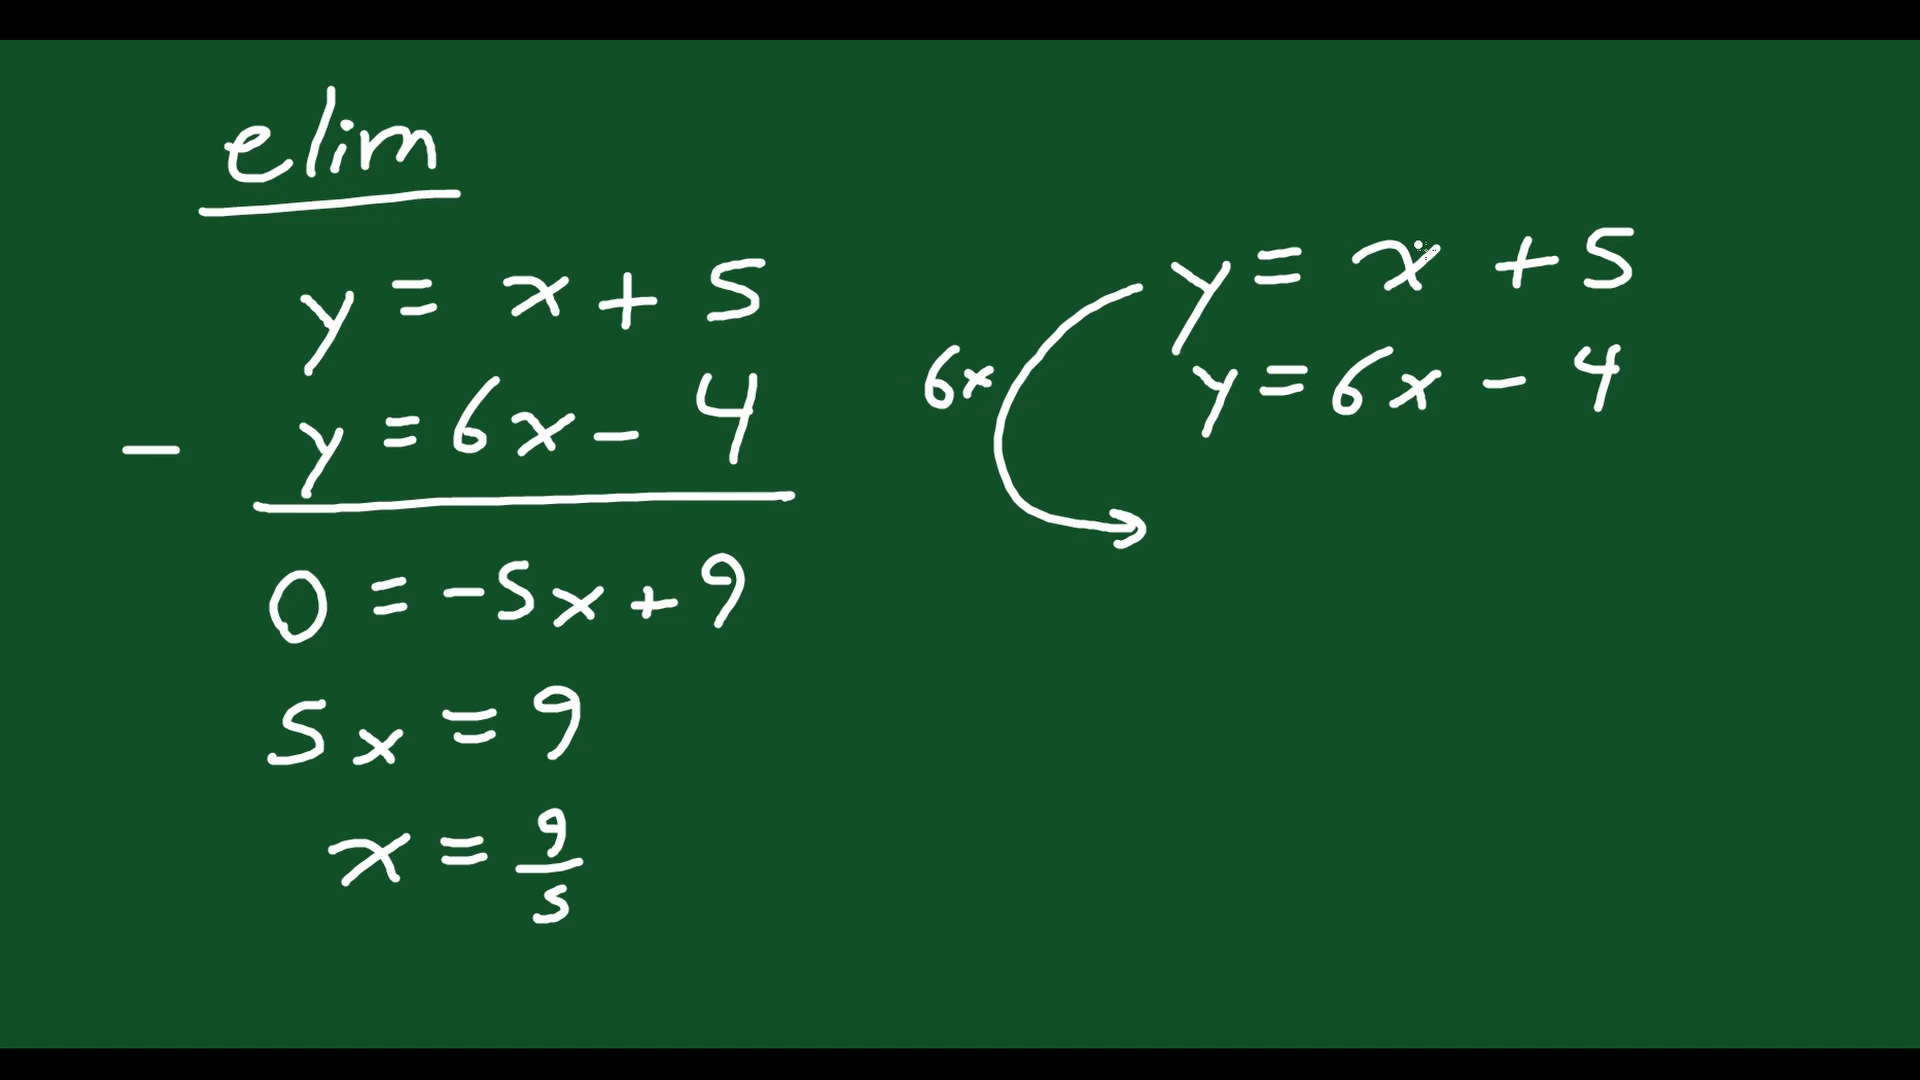 elim
y = x + 5
- y = 6x - 4
0 = -5x + 9
5x = 9
x = 9/5
y = x + 5
6x
y = 6x - 4